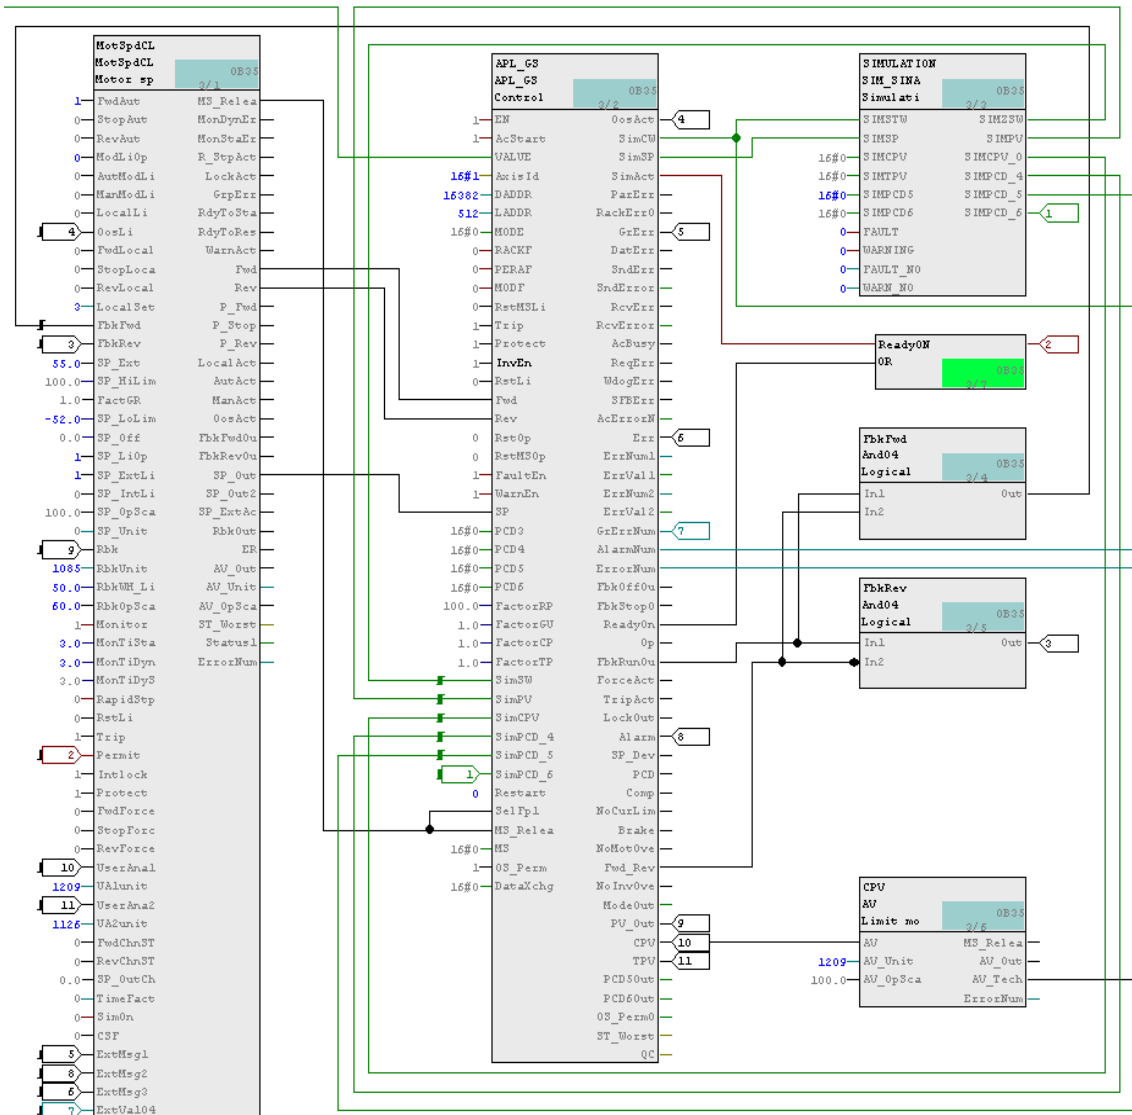 MotSpdCL
MotSpdCL
Motor sp
OB35
3/1
1 FwdAut MS_Relea
0 StopAut MonDynEr
0 RevAut MonStaEr
0 ModLiOp R_StpAct
0 AutModLi LockAct
0 ManModLi GrpErr
0 LocalLi RdyToSta
4 OosLi RdyToRes
0 FwdLocal WarnAct
0 StopLoca Fwd
0 RevLocal Rev
3 LocalSet P_Fwd
FbkFwd P_Stop
3 FbkRev P_Rev
55.0 SP_Ext LocalAct
100.0 SP_HiLim AutAct
1.0 FactGR ManAct
-52.0 SP_LoLim OosAct
0.0 SP_Off FbkFwdOu
1 SP_LiOp FbkRevOu
1 SP_ExtLi SP_Out
0 SP_IntLi SP_Out2
100.0 SP_OpSca SP_ExtAc
0 SP_Unit RbkOut
9 Rbk ER
1085 RbkUnit AV_Out
50.0 RbkWH_Li AV_Unit
60.0 RbkOpSca AV_OpSca
1 Monitor ST_Worst
3.0 MonTiSta Status1
3.0 MonTiDyn ErrorNum
3.0 MonTiDyS
0 RapidStp
0 RstLi
1 Trip
2 Permit
1 Intlock
1 Protect
0 FwdForce
0 StopForc
0 RevForce
10 UserAna1
1209 UA1unit
11 UserAna2
1126 UA2unit
0 FwdChnST
0 RevChnST
0.0 SP_OutCh
0 TimeFact
0 SimOn
0 CSF
5 ExtMsg1
8 ExtMsg2
6 ExtMsg3
7 ExtVal04
APL_GS
APL_GS
Control
OB35
3/2
1 EN OosAct 4
1 AcStart SimCW
VALUE SimSP
16#1 AxisId SimAct
16382 DADDR ParErr
512 LADDR RackErr0
16#0 MODE GrErr 5
0 RACKF DatErr
0 PERAF SndErr
0 MODF SndError
0 RstMSLi RcvErr
1 Trip RcvError
1 Protect AcBusy
1 InvEn ReqErr
0 RstLi WdogErr
Fwd SFBErr
Rev AcErrorN
0 RstOp Err 6
0 RstMSOp ErrNum1
1 FaultEn ErrVal1
1 WarnEn ErrNum2
SP ErrVal2
16#0 PCD3 GrErrNum 7
16#0 PCD4 AlarmNum
16#0 PCD5 ErrorNum
16#0 PCD6 FbkOffOu
100.0 FactorRP FbkStopO
1.0 FactorGU ReadyOn
1.0 FactorCP Op
1.0 FactorTP FbkRunOu
SimSW ForceAct
SimPV TripAct
SimCPV LockOut
SimPCD_4 Alarm 8
SimPCD_5 SP_Dev
1 SimPCD_6 PCD
0 Restart Comp
SelFp1 NoCurLim
MS_Relea Brake
16#0 MS NoMotOve
1 OS_Perm Fwd_Rev
16#0 DataXchg NoInvOve
ModeOut
PV_Out 9
CPV 10
TPV 11
PCD5Out
PCD6Out
OS_PermO
ST_Worst
QC
SIMULATION
SIM_SINA
Simulati
OB35
3/3
SIMSTW SIMZSW
SIMSP SIMPV
16#0 SIMCPV SIMCPV_0
16#0 SIMTPV SIMPCD_4
16#0 SIMPCD5 SIMPCD_5
16#0 SIMPCD6 SIMPCD_6 1
0 FAULT
0 WARNING
0 FAULT_NO
0 WARN_NO
ReadyON 2
OR
OB35
3/7
FbkFwd
And04
Logical
OB35
3/4
In1 Out
In2
FbkRev
And04
Logical
OB35
3/5
In1 Out 3
In2
CPV
AV
Limit mo
OB35
3/6
AV MS_Relea
1209 AV_Unit AV_Out
100.0 AV_OpSca AV_Tech
ErrorNum